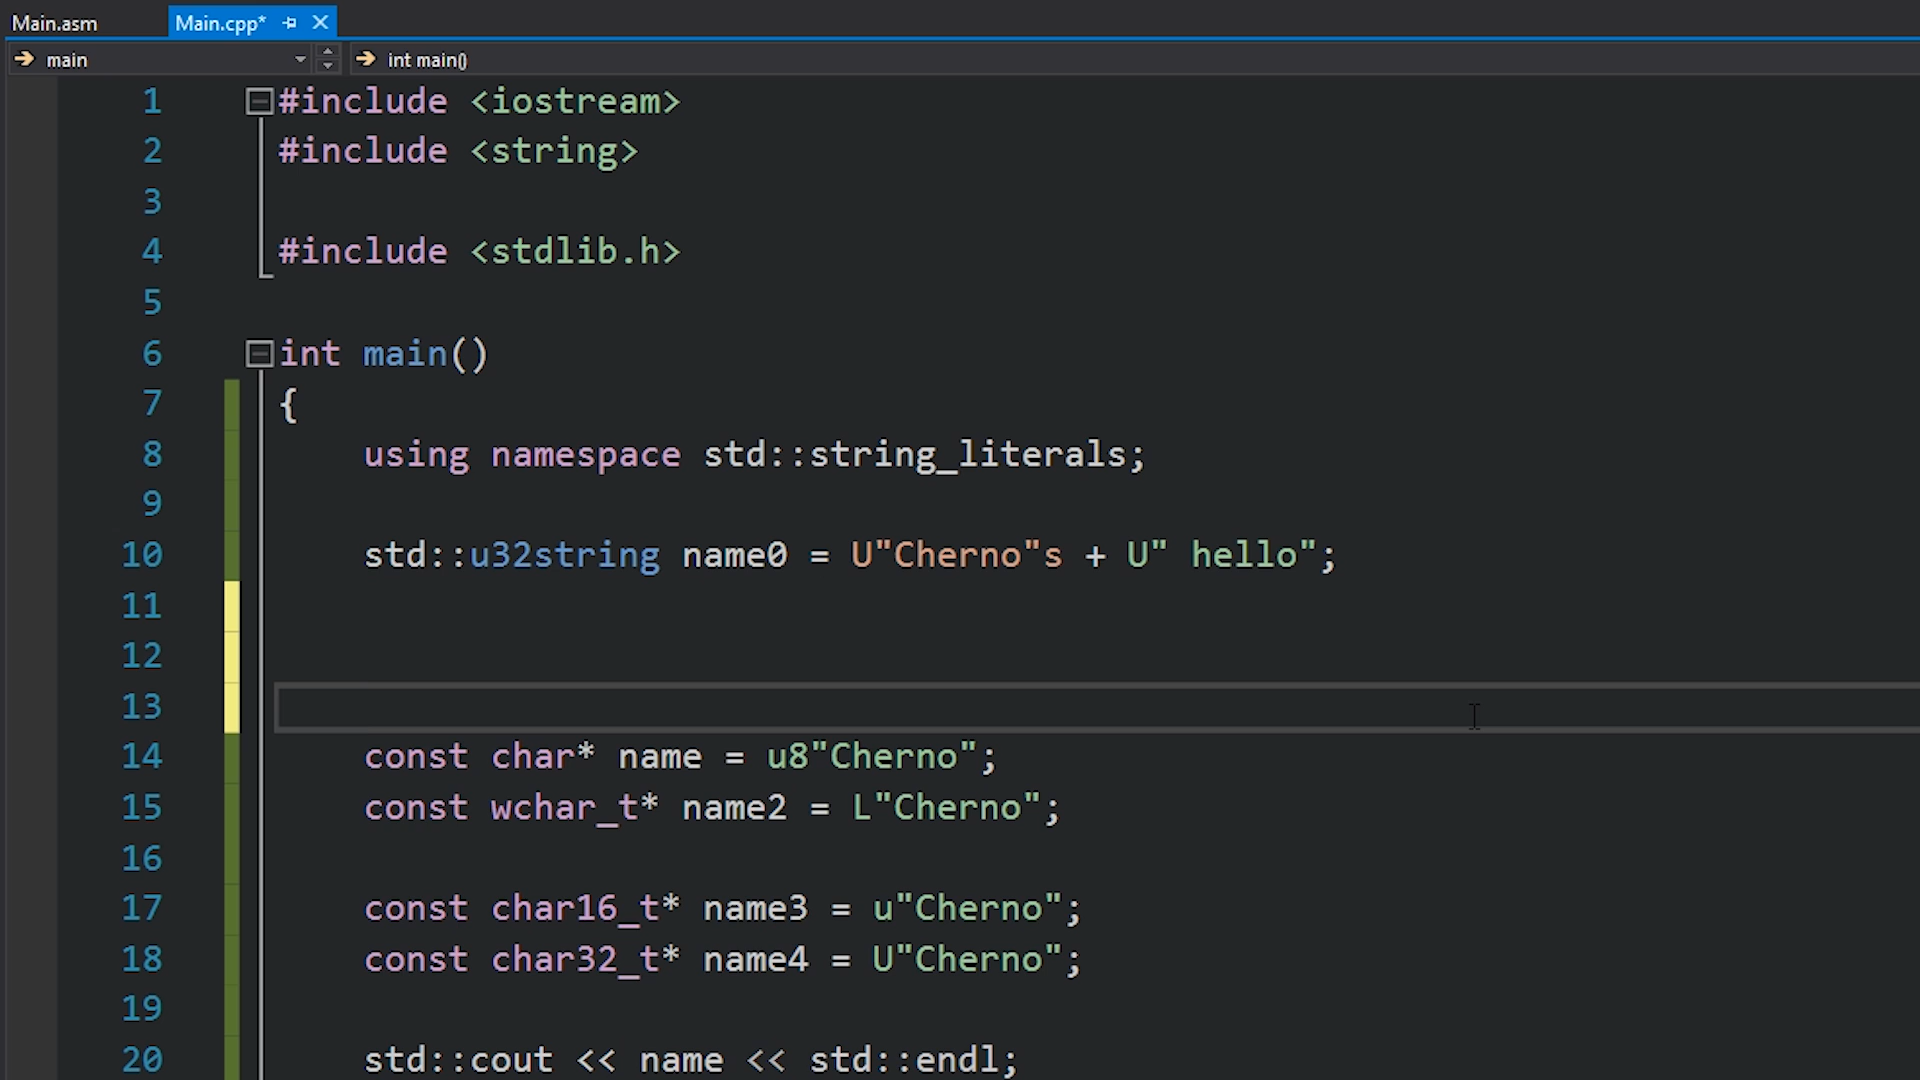 Main.asm Main.cpp*
main int main()
1 #include <iostream>
2 #include <string>
3
4 #include <stdlib.h>
5
6 int main()
7 {
8 using namespace std::string_literals;
9
10 std::u32string name0 = U"Cherno"s + U" hello";
11
12
13
14 const char* name = u8"Cherno";
15 const wchar_t* name2 = L"Cherno";
16
17 const char16_t* name3 = u"Cherno";
18 const char32_t* name4 = U"Cherno";
19
20 std::cout << name << std::endl;